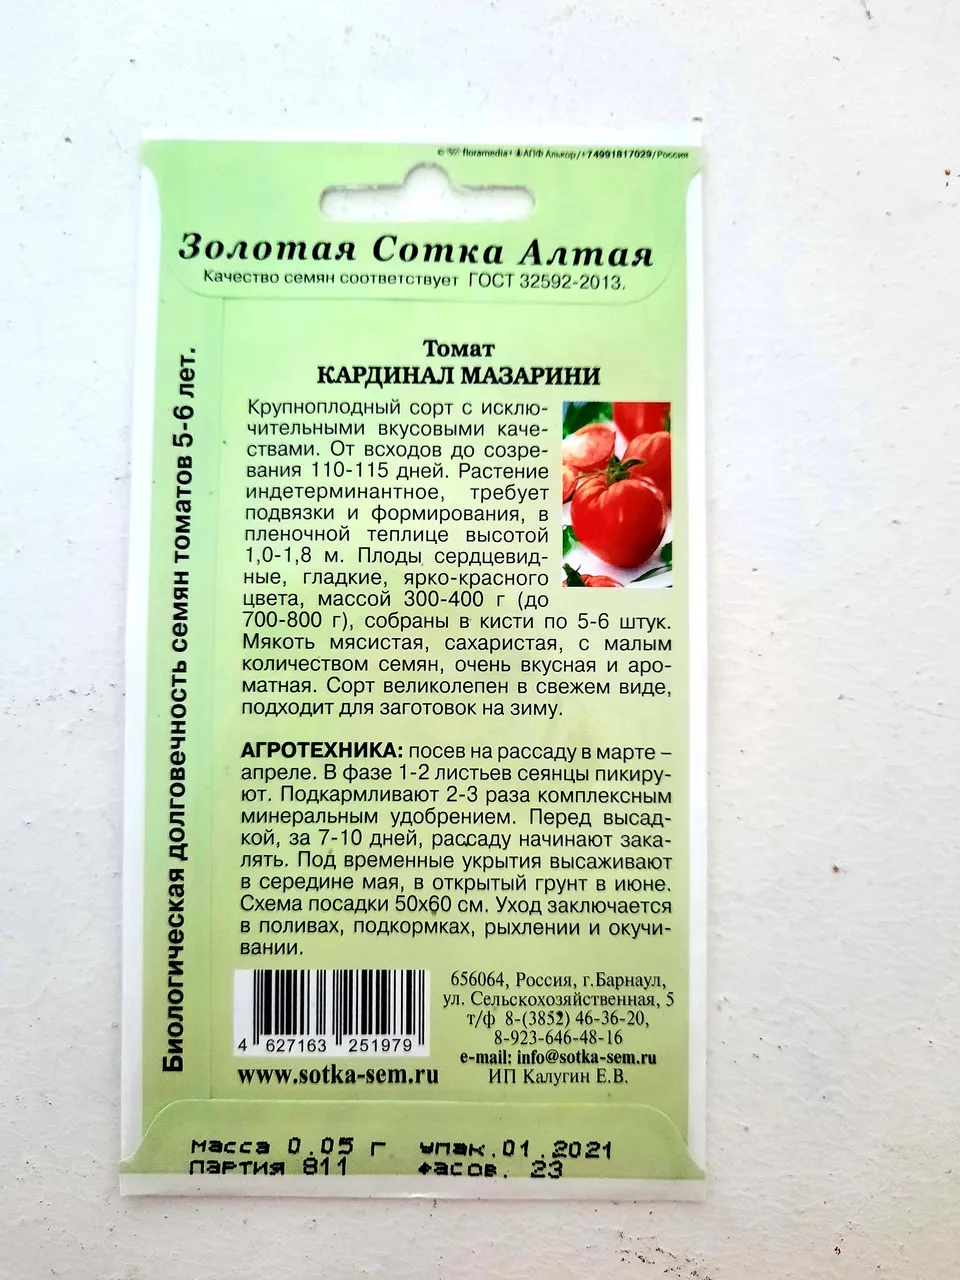 floramedia+ АПФ Алькор/+74991817029/Россия
Золотая Сотка Алтая
Качество семян соответствует ГОСТ 32592-2013.
Биологическая долговечность семян томатов 5-6 лет.
Томат
КАРДИНАЛ МАЗАРИНИ
Крупноплодный сорт с исклю-
чительными вкусовыми каче-
ствами. От всходов до созре-
вания 110-115 дней. Растение
индетерминантное, требует
подвязки и формирования, в
пленочной теплице высотой
1,0-1,8 м. Плоды сердцевид-
ные, гладкие, ярко-красного
цвета, массой 300-400 г (до
700-800 г), собраны в кисти по 5-6 штук.
Мякоть мясистая, сахаристая, с малым
количеством семян, очень вкусная и аро-
матная. Сорт великолепен в свежем виде,
подходит для заготовок на зиму.
АГРОТЕХНИКА: посев на рассаду в марте –
апреле. В фазе 1-2 листьев сеянцы пикиру-
ют. Подкармливают 2-3 раза комплексным
минеральным удобрением. Перед высад-
кой, за 7-10 дней, рассаду начинают зака-
лять. Под временные укрытия высаживают
в середине мая, в открытый грунт в июне.
Схема посадки 50х60 см. Уход заключается
в поливах, подкормках, рыхлении и окучи-
вании.
4 627163 251979
www.sotka-sem.ru
656064, Россия, г.Барнаул,
ул. Сельскохозяйственная, 5
т/ф 8-(3852) 46-36-20,
8-923-646-48-16
e-mail: info@sotka-sem.ru
ИП Калугин Е.В.
масса 0.05 г упак.01.2021
партия 811 фасов. 23